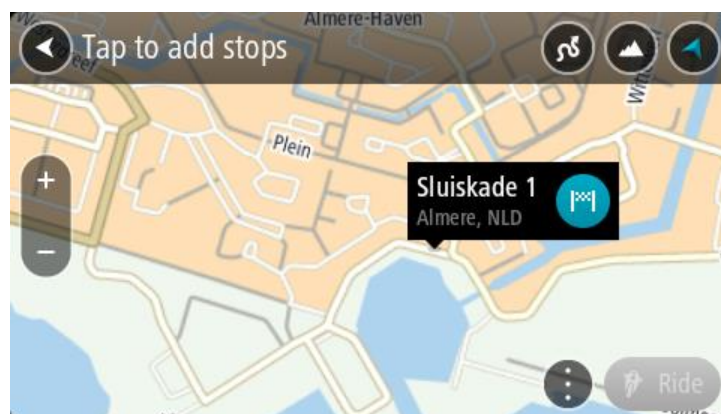 Almere-Haven
Tap to add stops
Plein
+
Sluiskade 1
Almere, NLD
−
Ride